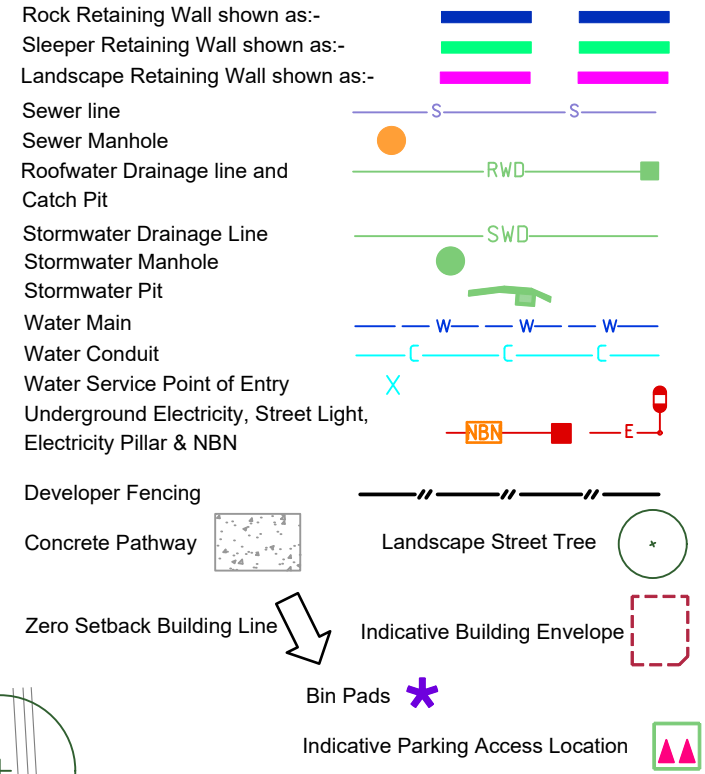 Rock Retaining Wall shown as:-
Sleeper Retaining Wall shown as:-
Landscape Retaining Wall shown as:-
Sewer line S S
Sewer Manhole
Roofwater Drainage line and RWD
Catch Pit
Stormwater Drainage Line SWD
Stormwater Manhole
Stormwater Pit
Water Main W W W
Water Conduit C C C
Water Service Point of Entry X
Underground Electricity, Street Light,
Electricity Pillar & NBN NBN E
Developer Fencing
Concrete Pathway Landscape Street Tree
Zero Setback Building Line Indicative Building Envelope
Bin Pads
Indicative Parking Access Location